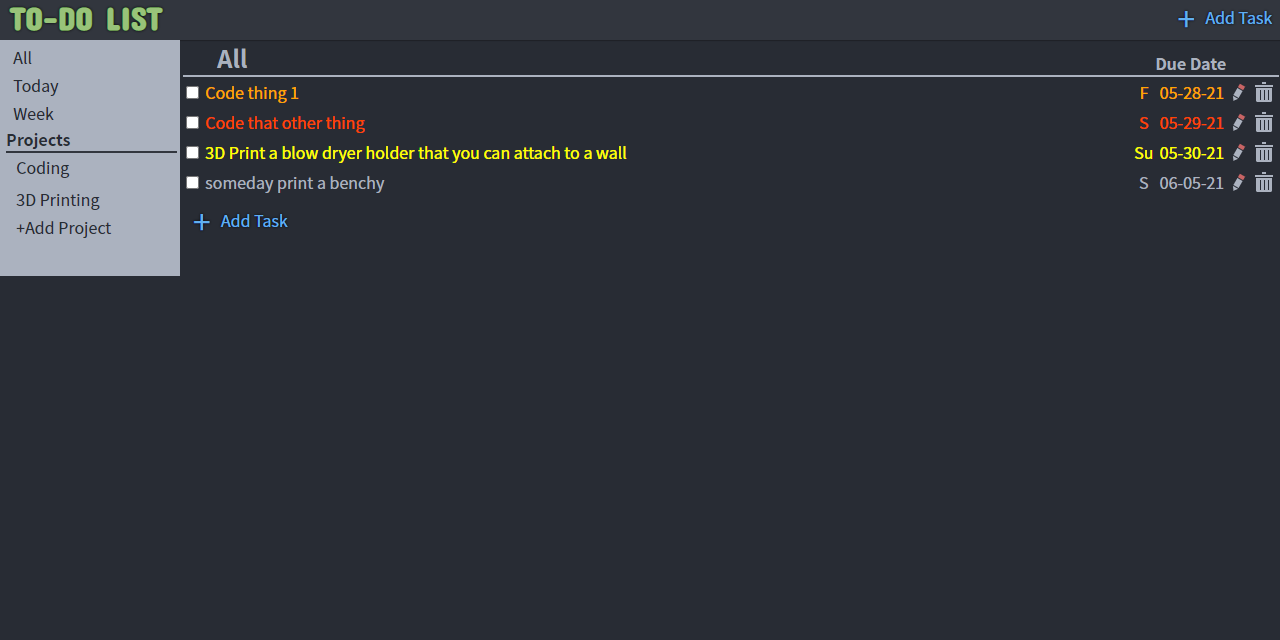 TO-DO LIST
+ Add Task
All
Today
Week
Projects
Coding
3D Printing
+Add Project
All
Due Date
Code thing 1 F 05-28-21
Code that other thing S 05-29-21
3D Print a blow dryer holder that you can attach to a wall Su 05-30-21
someday print a benchy S 06-05-21
+ Add Task